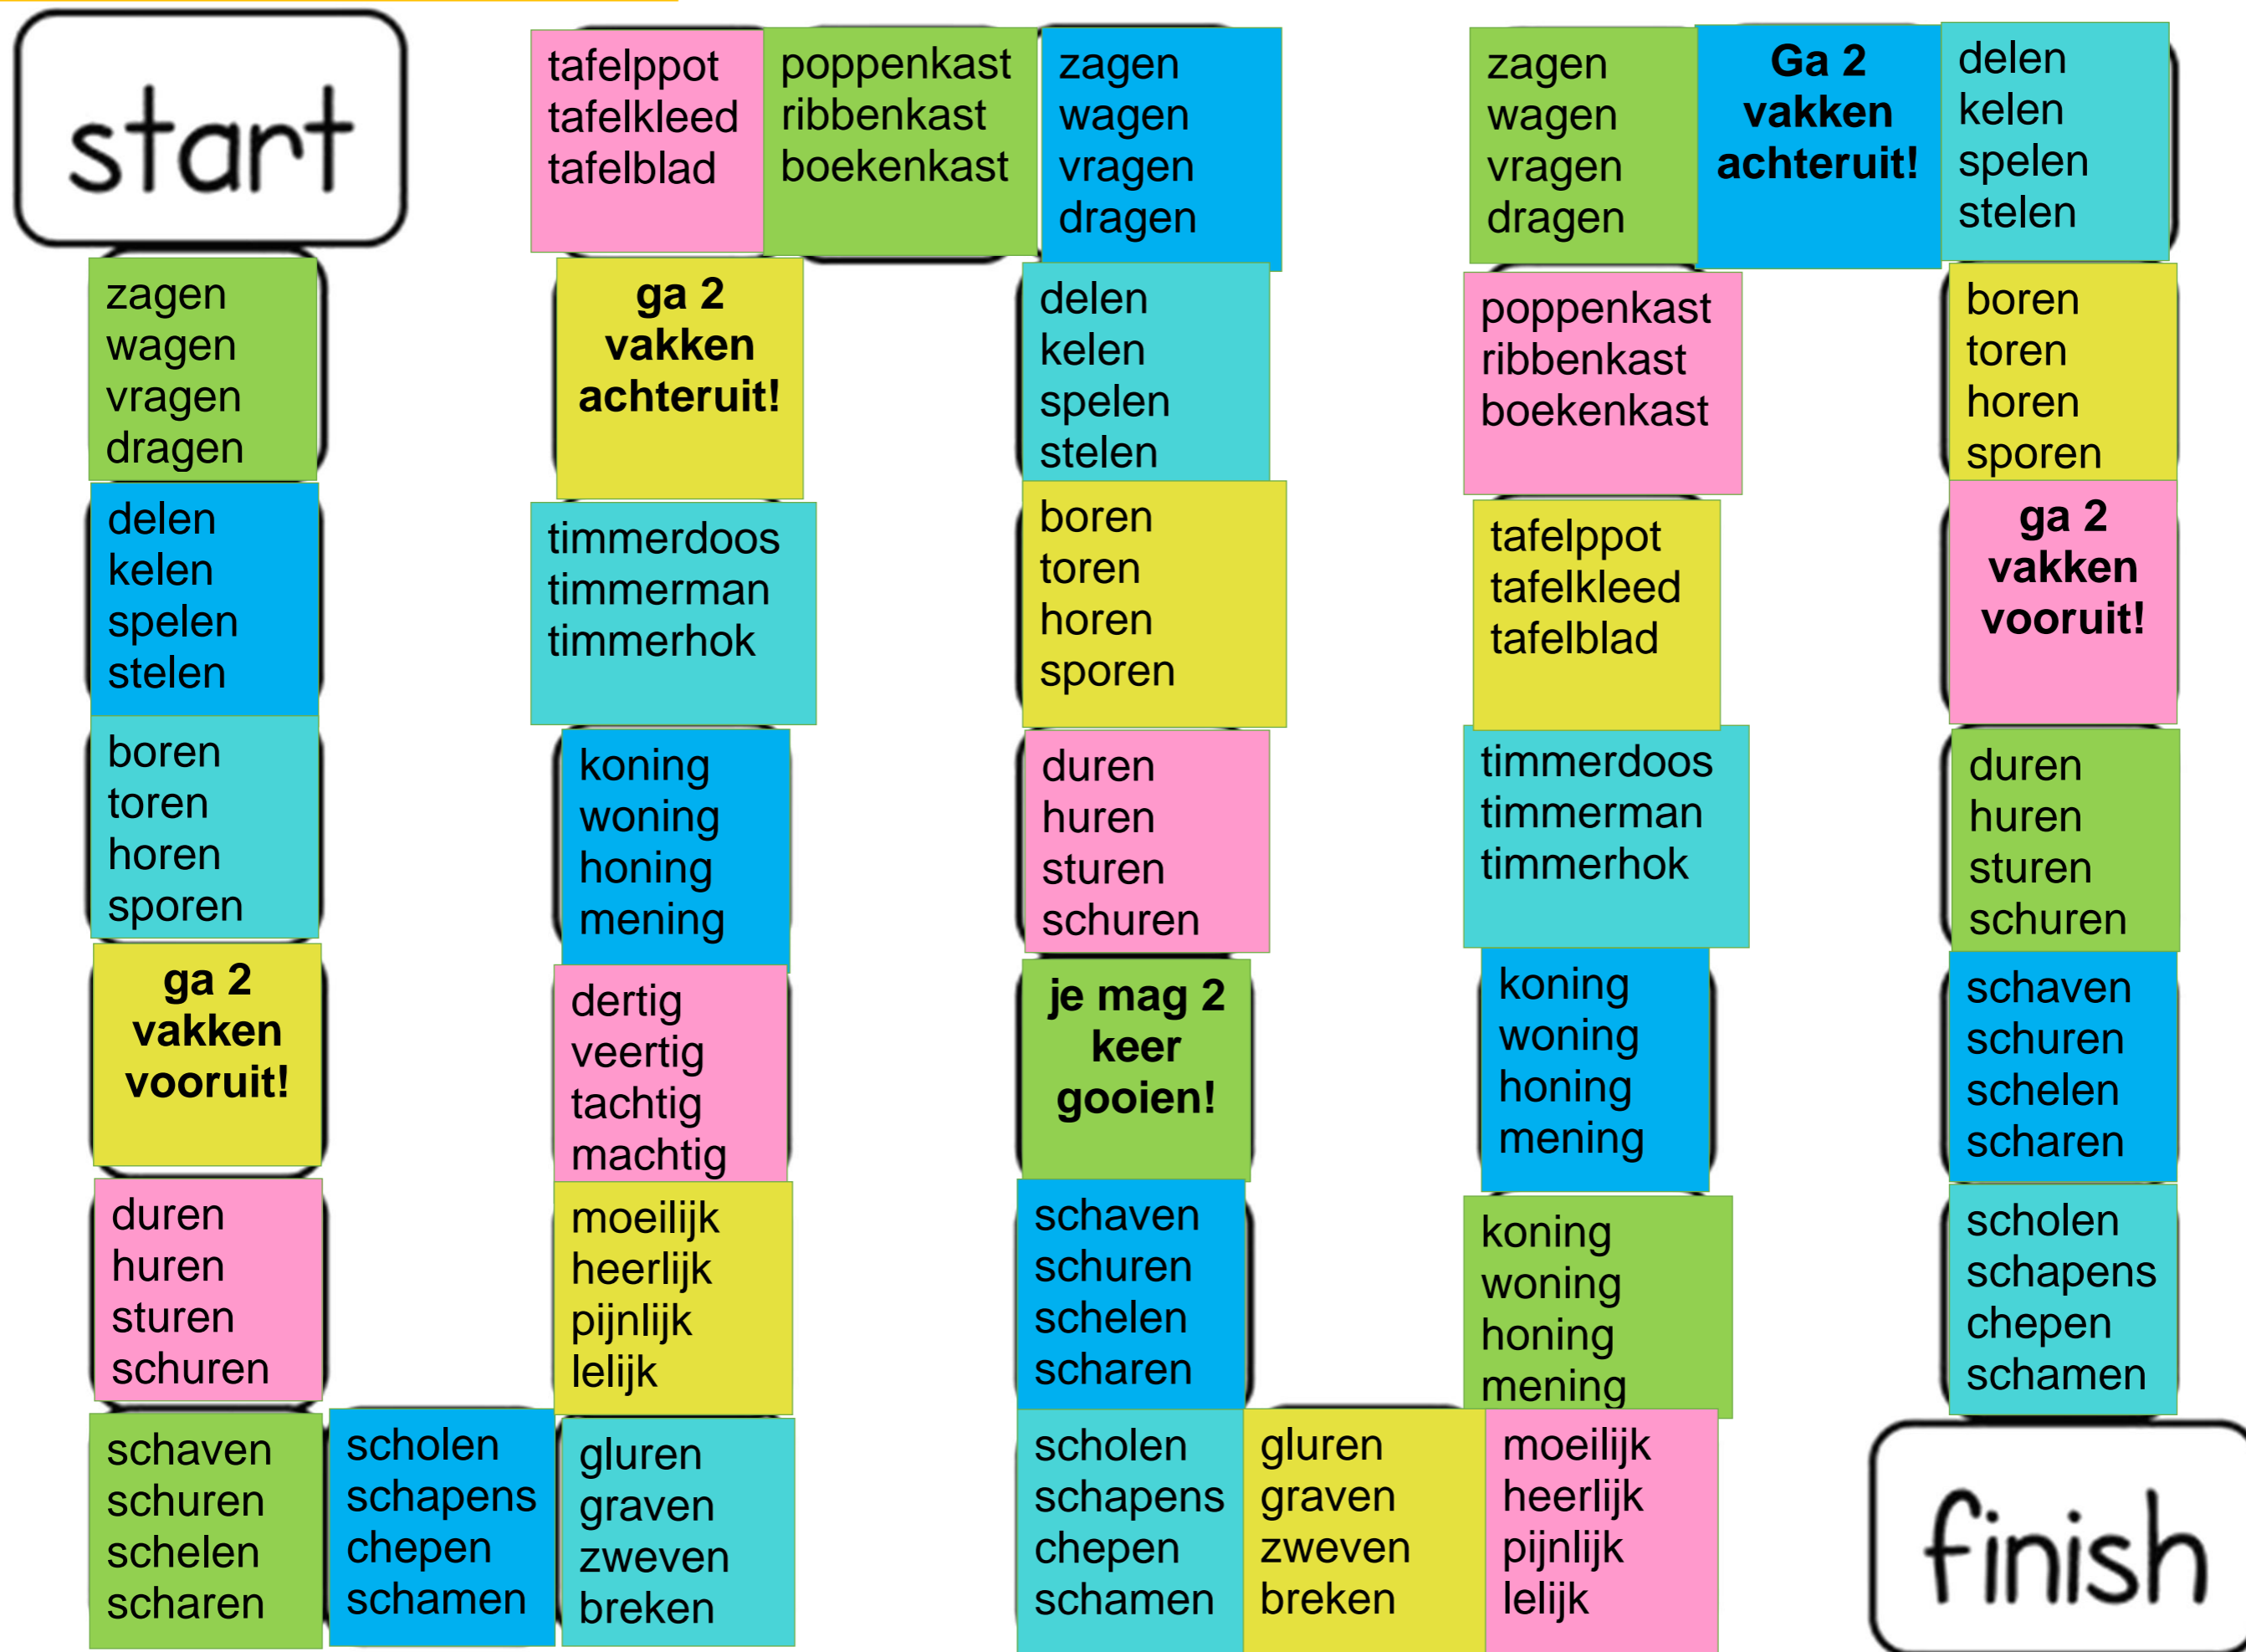 start
zagen
wagen
vragen
dragen
delen
kelen
spelen
stelen
boren
toren
horen
sporen
ga 2
vakken
vooruit!
duren
huren
sturen
schuren
schaven
schuren
schelen
scharen
scholen
schapens
chepen
schamen
gluren
graven
zweven
breken
moeilijk
heerlijk
pijnlijk
lelijk
dertig
veertig
tachtig
machtig
koning
woning
honing
mening
timmerdoos
timmerman
timmerhok
ga 2
vakken
achteruit!
tafelppot
tafelkleed
tafelblad
poppenkast
ribbenkast
boekenkast
zagen
wagen
vragen
dragen
delen
kelen
spelen
stelen
boren
toren
horen
sporen
duren
huren
sturen
schuren
je mag 2
keer
gooien!
schaven
schuren
schelen
scharen
scholen
schapens
chepen
schamen
gluren
graven
zweven
breken
moeilijk
heerlijk
pijnlijk
lelijk
koning
woning
honing
mening
koning
woning
honing
mening
timmerdoos
timmerman
timmerhok
tafelppot
tafelkleed
tafelblad
poppenkast
ribbenkast
boekenkast
zagen
wagen
vragen
dragen
Ga 2
vakken
achteruit!
delen
kelen
spelen
stelen
boren
toren
horen
sporen
ga 2
vakken
vooruit!
duren
huren
sturen
schuren
schaven
schuren
schelen
scharen
scholen
schapens
chepen
schamen
finish